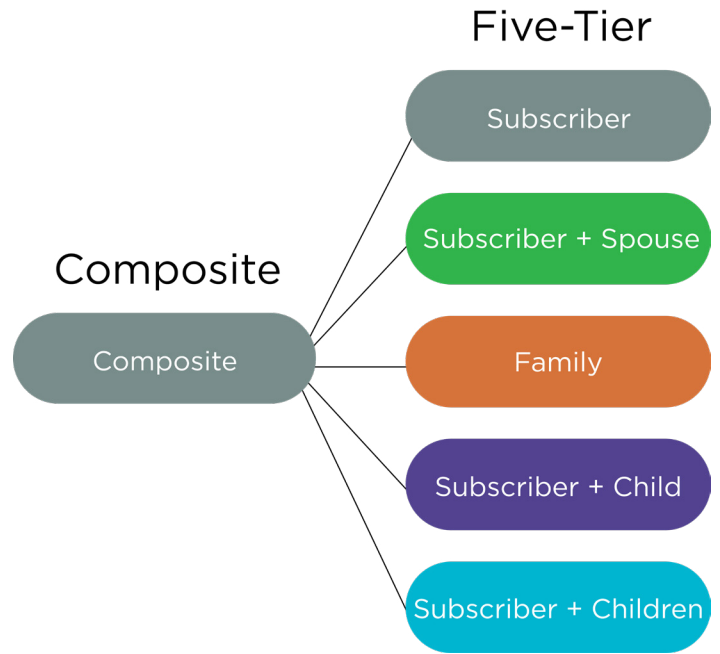 Five-Tier
Subscriber
Subscriber + Spouse
Composite
Composite
Family
Subscriber + Child
Subscriber + Children